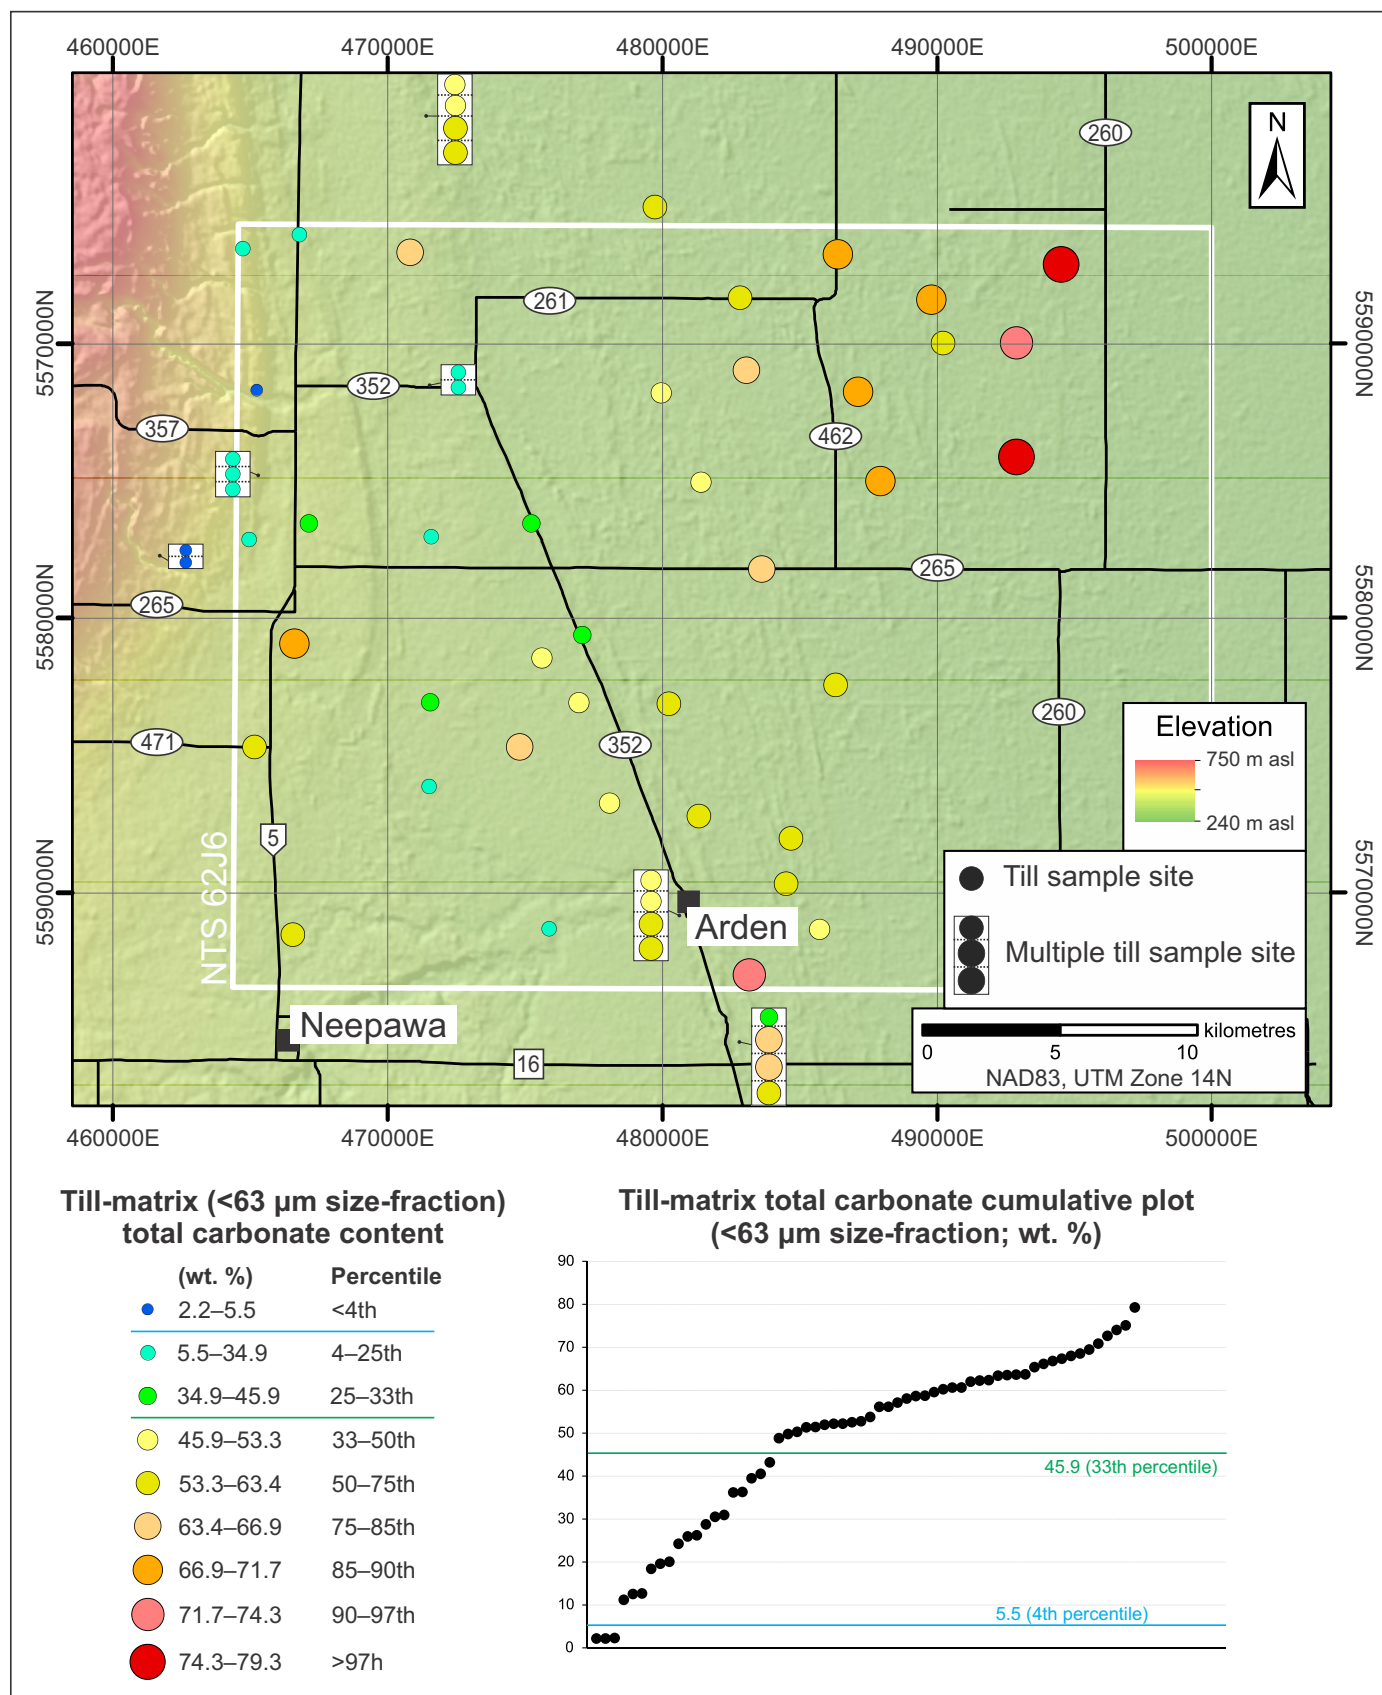 460000E 470000E 480000E 490000E 500000E
N
260
261
5570000N
5590000N
352
357
462
265
265
5580000N
5580000N
471
352
260
Elevation
750 m asl
240 m asl
5
NTS 62J6
Till sample site
5590000N
5570000N
Arden
Multiple till sample site
Neepawa
16
kilometres
0 5 10
NAD83, UTM Zone 14N
460000E 470000E 480000E 490000E 500000E
Till-matrix (<63 µm size-fraction)
total carbonate content
(wt. %) Percentile
2.2–5.5 <4th
5.5–34.9 4–25th
34.9–45.9 25–33th
45.9–53.3 33–50th
53.3–63.4 50–75th
63.4–66.9 75–85th
66.9–71.7 85–90th
71.7–74.3 90–97th
74.3–79.3 >97h
Till-matrix total carbonate cumulative plot
(<63 µm size-fraction; wt. %)
90
80
70
60
50
45.9 (33th percentile)
40
30
20
10
5.5 (4th percentile)
0